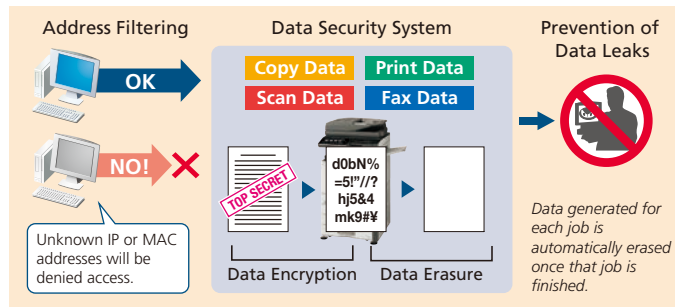 Address Filtering
OK
NO!
Unknown IP or MAC
addresses will be
denied access.
Data Security System
Copy Data
Print Data
Scan Data
Fax Data
TOP SECRET
d0bN%
=5!"//?
hj5&4
mk9#¥
Data Encryption
Data Erasure
Prevention of
Data Leaks
Data generated for
each job is
automatically erased
once that job is
finished.